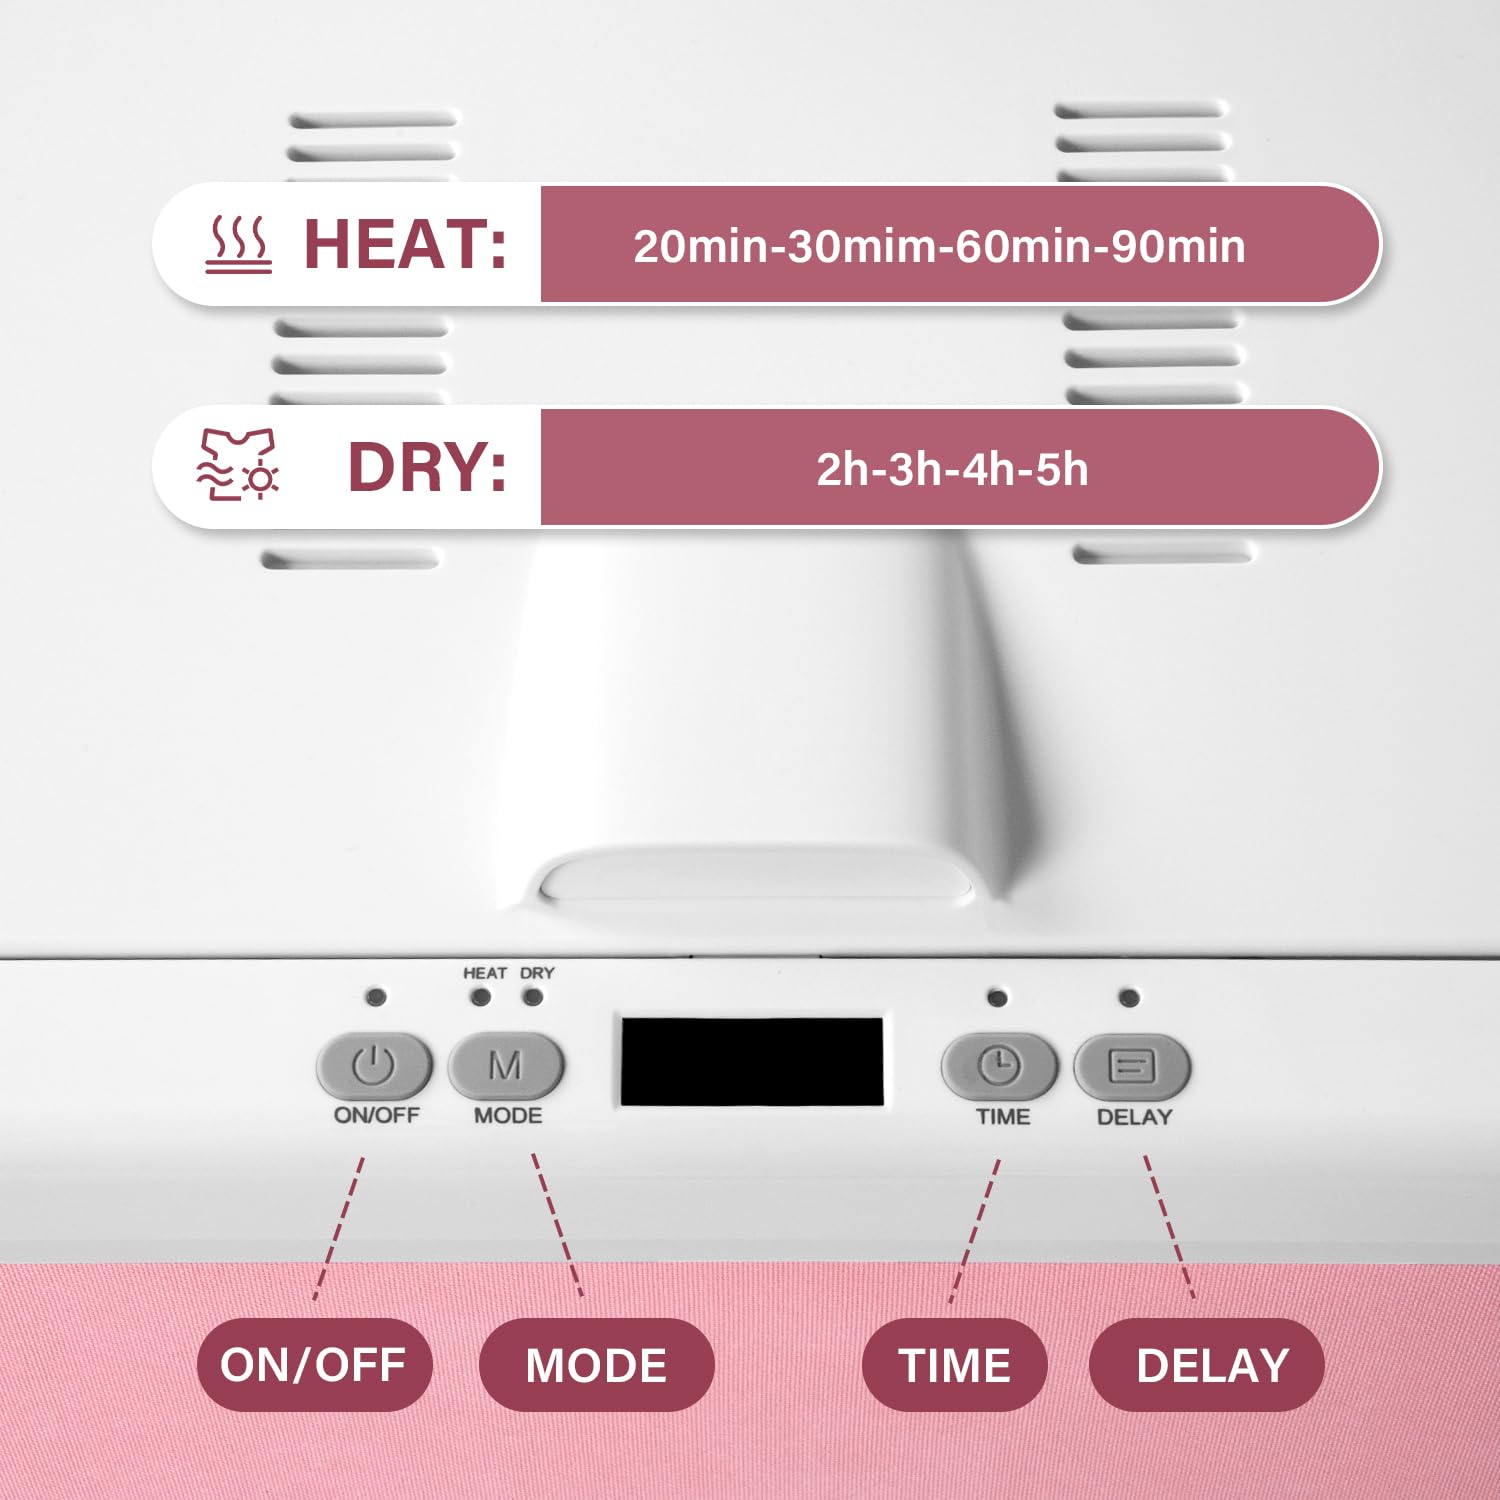 HEAT: 20min-30mim-60min-90min
DRY: 2h-3h-4h-5h
HEAT DRY
M
ON/OFF MODE TIME DELAY
ON/OFF MODE TIME DELAY